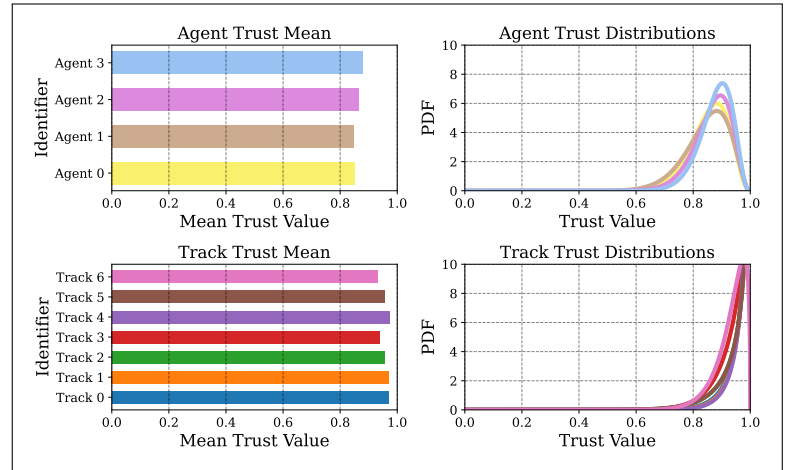 Agent Trust Mean
Identifier
Agent 3
Agent 2
Agent 1
Agent 0
0.0 0.2 0.4 0.6 0.8 1.0
Mean Trust Value
Agent Trust Distributions
PDF
10
8
6
4
2
0
0.0 0.2 0.4 0.6 0.8 1.0
Trust Value
Track Trust Mean
Identifier
Track 6
Track 5
Track 4
Track 3
Track 2
Track 1
Track 0
0.0 0.2 0.4 0.6 0.8 1.0
Mean Trust Value
Track Trust Distributions
PDF
10
8
6
4
2
0
0.0 0.2 0.4 0.6 0.8 1.0
Trust Value